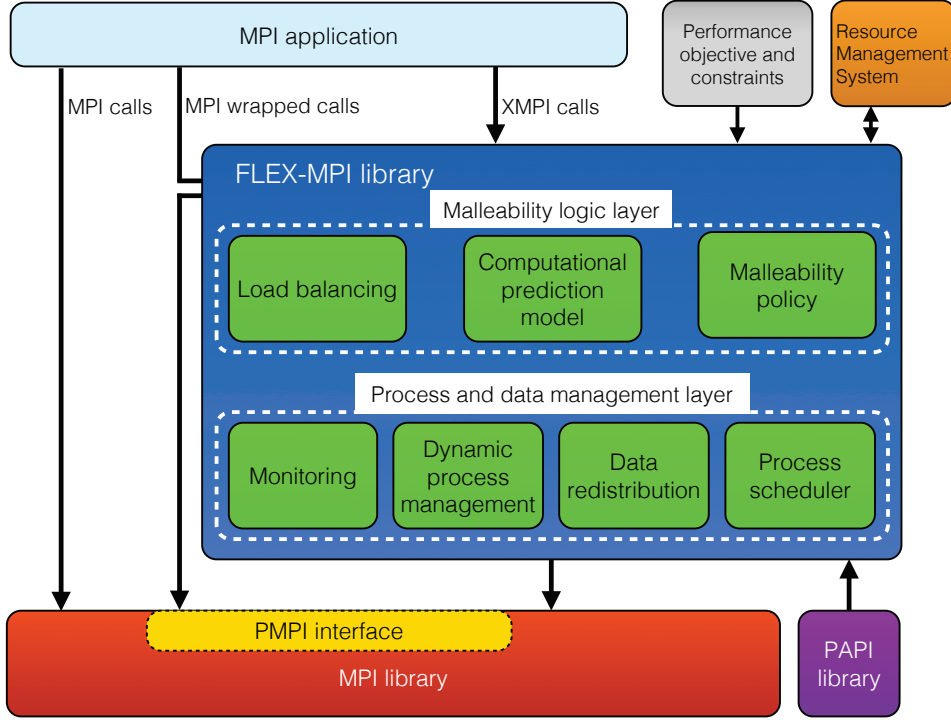 MPI application
Performance
objective and
constraints
Resource
Management
System
MPI calls
MPI wrapped calls
XMPI calls
FLEX-MPI library
Malleability logic layer
Load balancing
Computational
prediction
model
Malleability
policy
Process and data management layer
Monitoring
Dynamic
process
management
Data
redistribution
Process
scheduler
PMPI interface
MPI library
PAPI
library